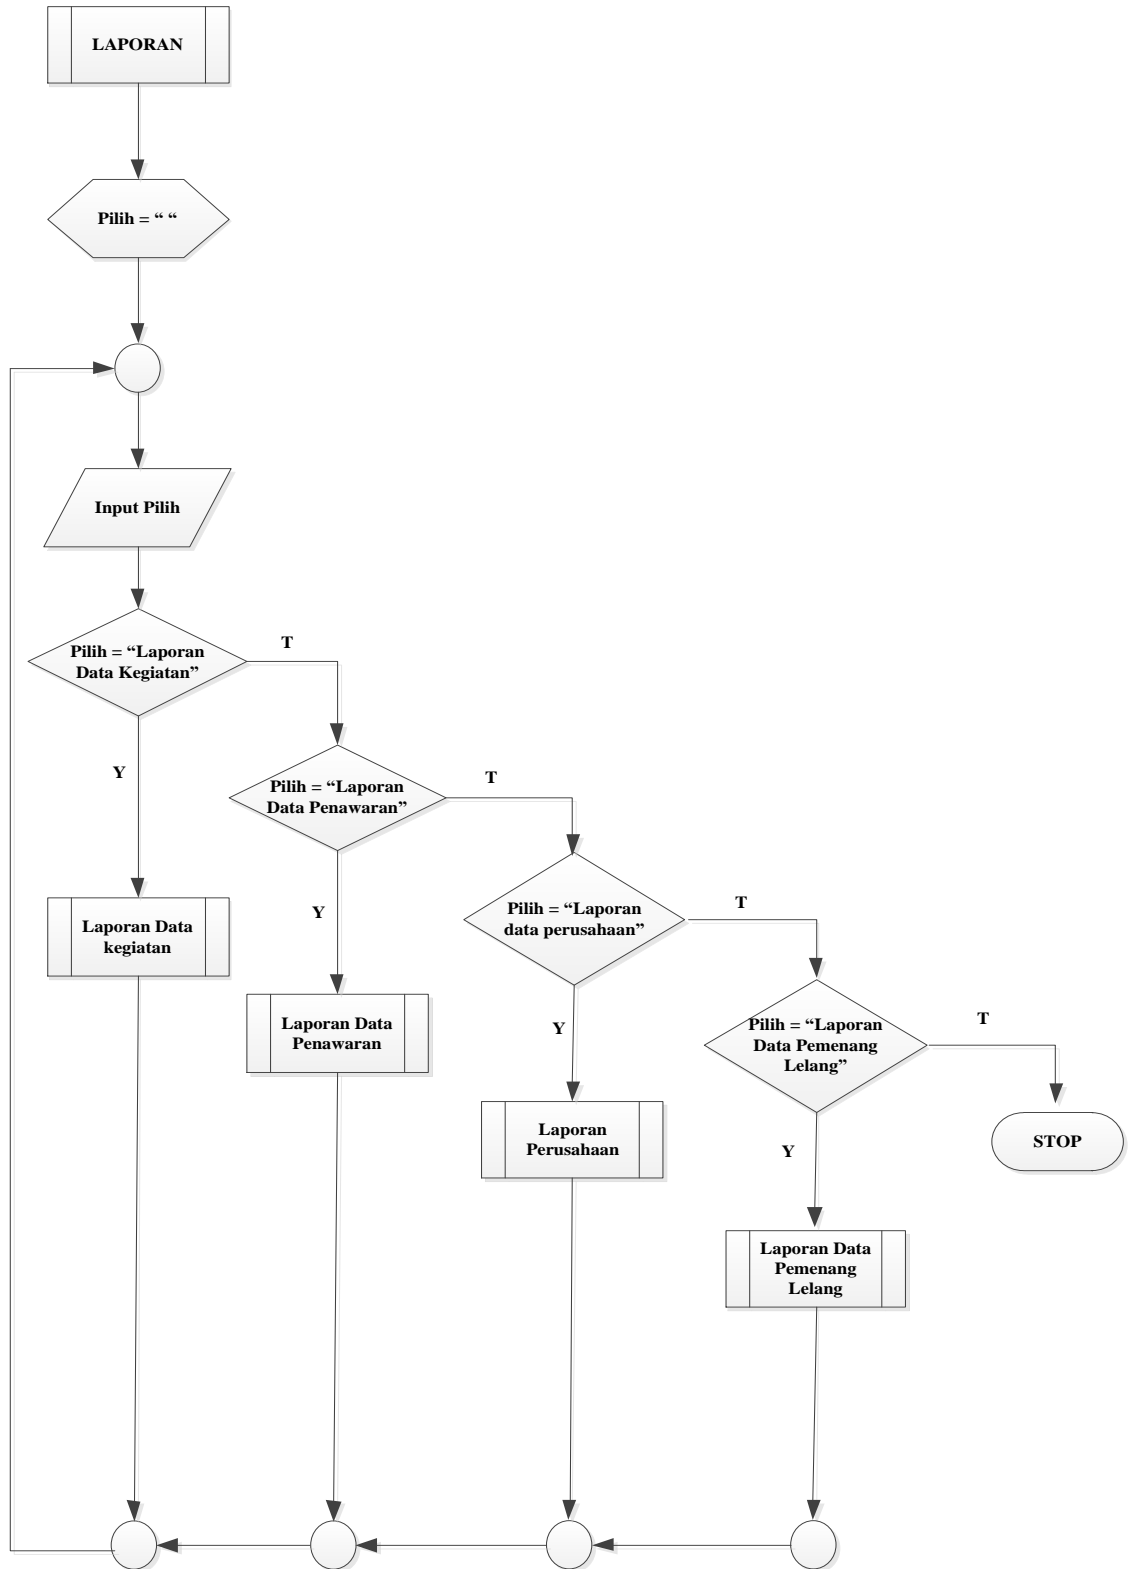 LAPORAN
Pilih = “ “
Input Pilih
Pilih = “Laporan
Data Kegiatan”
T
Y
Pilih = “Laporan
Data Penawaran”
T
Y
Pilih = “Laporan
data perusahaan”
T
Y
Pilih = “Laporan
Data Pemenang
Lelang”
T
Y
STOP
Laporan Data
kegiatan
Laporan Data
Penawaran
Laporan
Perusahaan
Laporan Data
Pemenang
Lelang